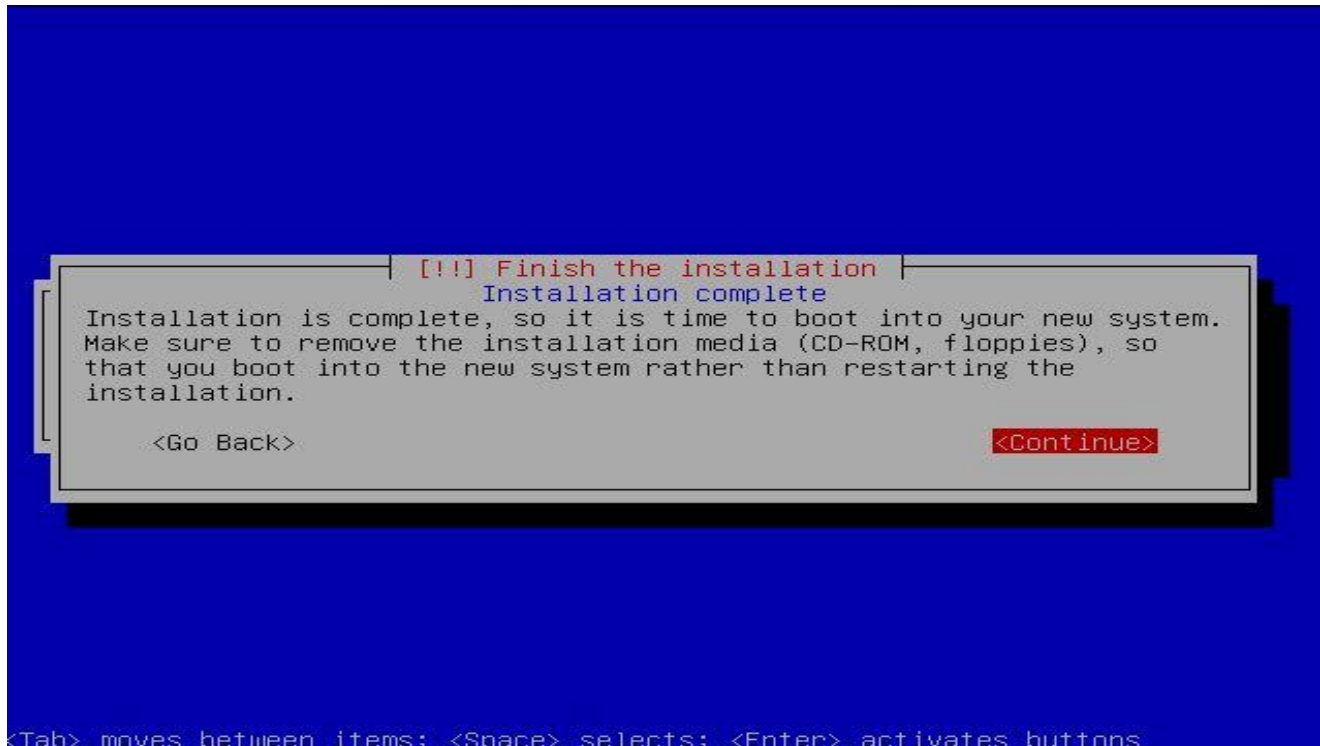 [!!] Finish the installation
Installation complete
Installation is complete, so it is time to boot into your new system.
Make sure to remove the installation media (CD-ROM, floppies), so
that you boot into the new system rather than restarting the
installation.
<Go Back> <Continue>
<Tab> moves between items; <Space> selects; <Enter> activates buttons